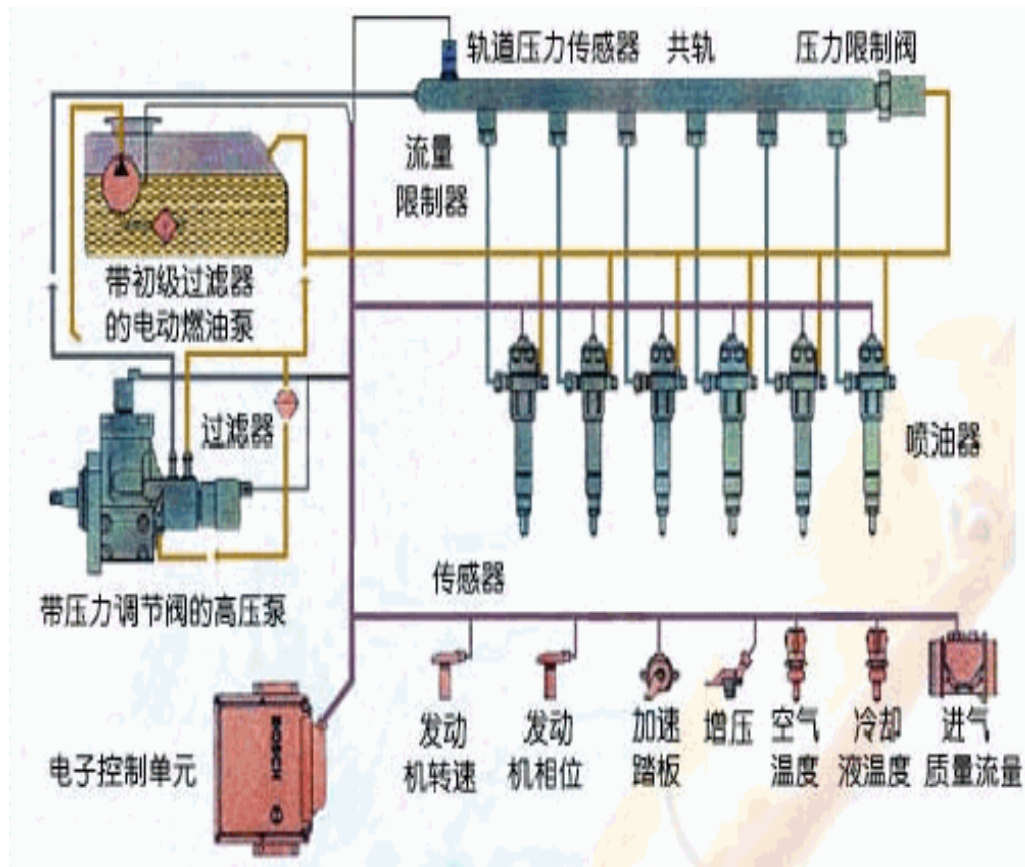 轨道压力传感器
共轨
压力限制阀
流量
限制器
带初级过滤器
的电动燃油泵
过滤器
喷油器
带压力调节阀的高压泵
传感器
电子控制单元
BOSCH
发动
机转速
发动
机相位
加速
踏板
增压
空气
温度
冷却
液温度
进气
质量流量